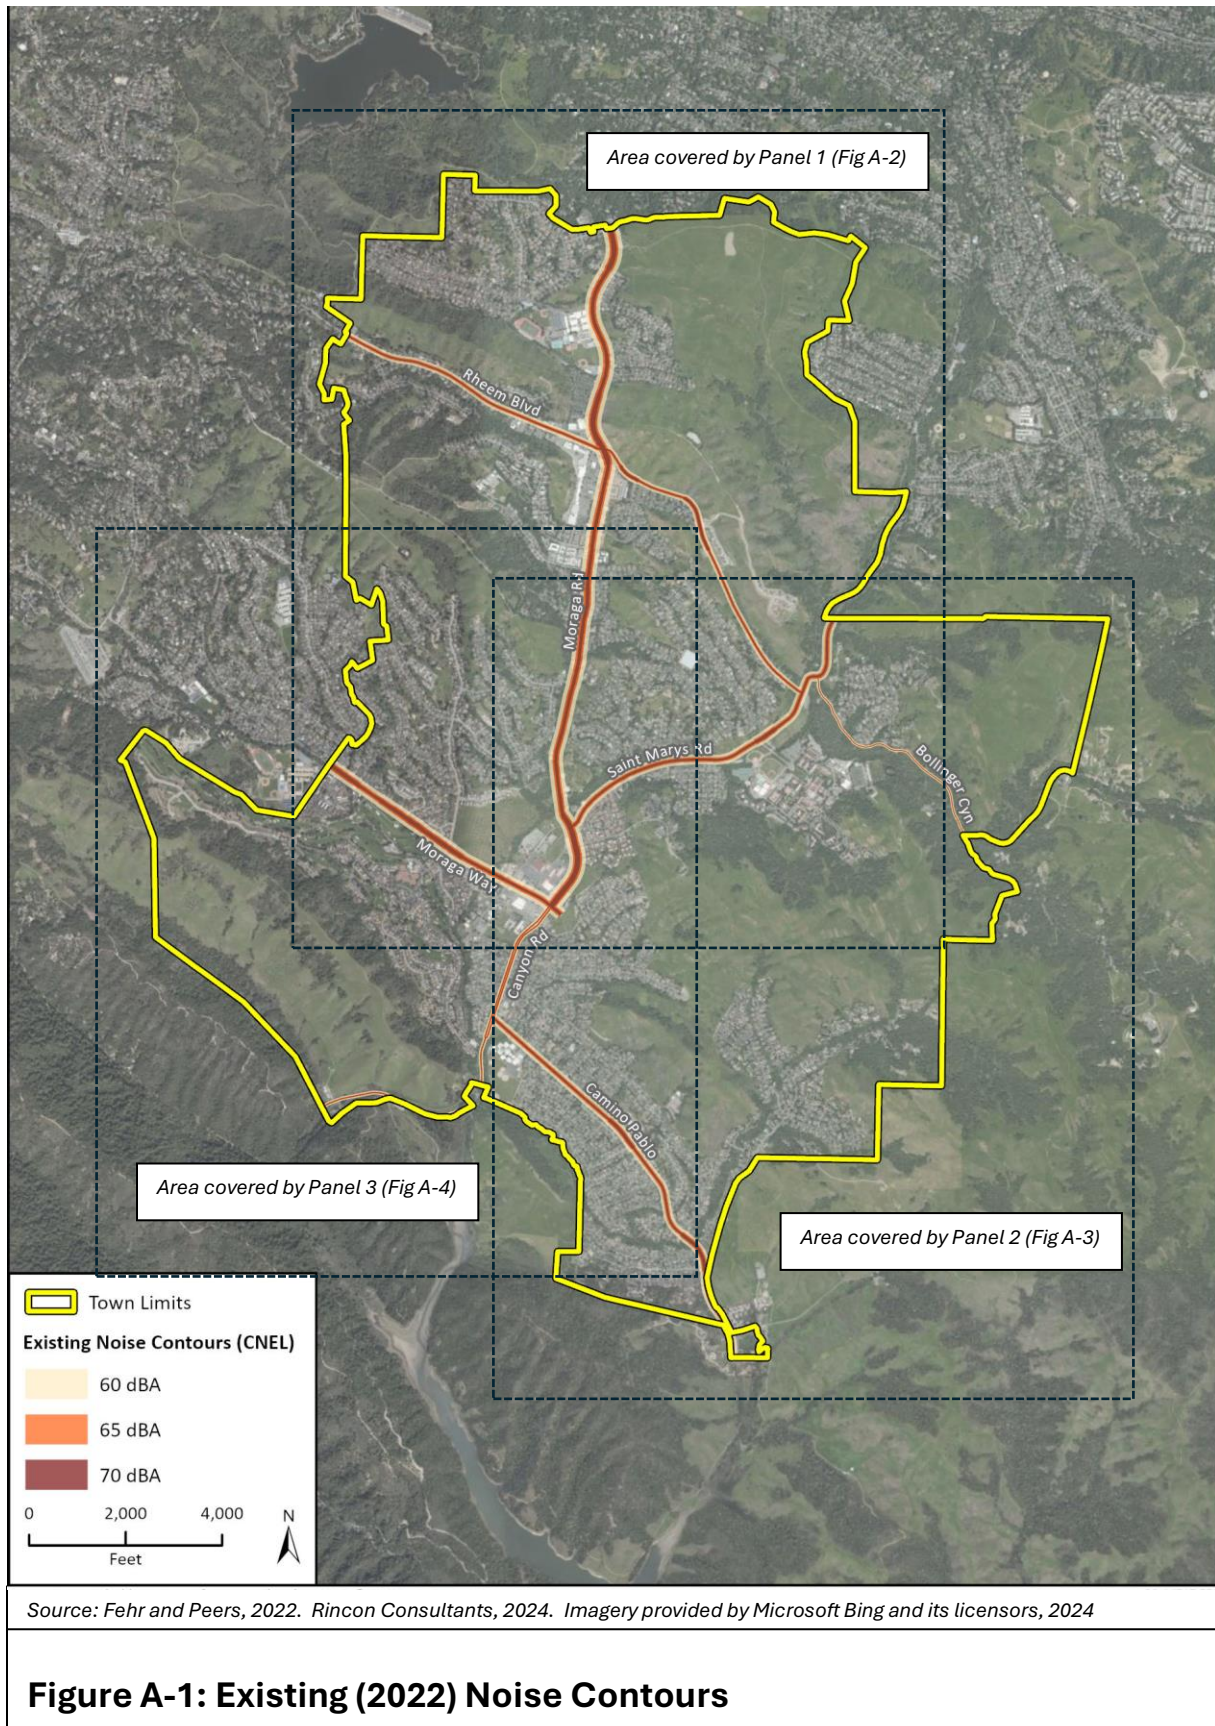 Area covered by Panel 1 (Fig A-2)
Rheem Blvd
Moraga Rd
Saint Marys Rd
Bollinger Cyn
Moraga Way
Canyon Rd
Camino Pablo
Area covered by Panel 3 (Fig A-4)
Area covered by Panel 2 (Fig A-3)
Town Limits
Existing Noise Contours (CNEL)
60 dBA
65 dBA
70 dBA
0 2,000 4,000
Feet
N
Source: Fehr and Peers, 2022. Rincon Consultants, 2024. Imagery provided by Microsoft Bing and its licensors, 2024
Figure A-1: Existing (2022) Noise Contours